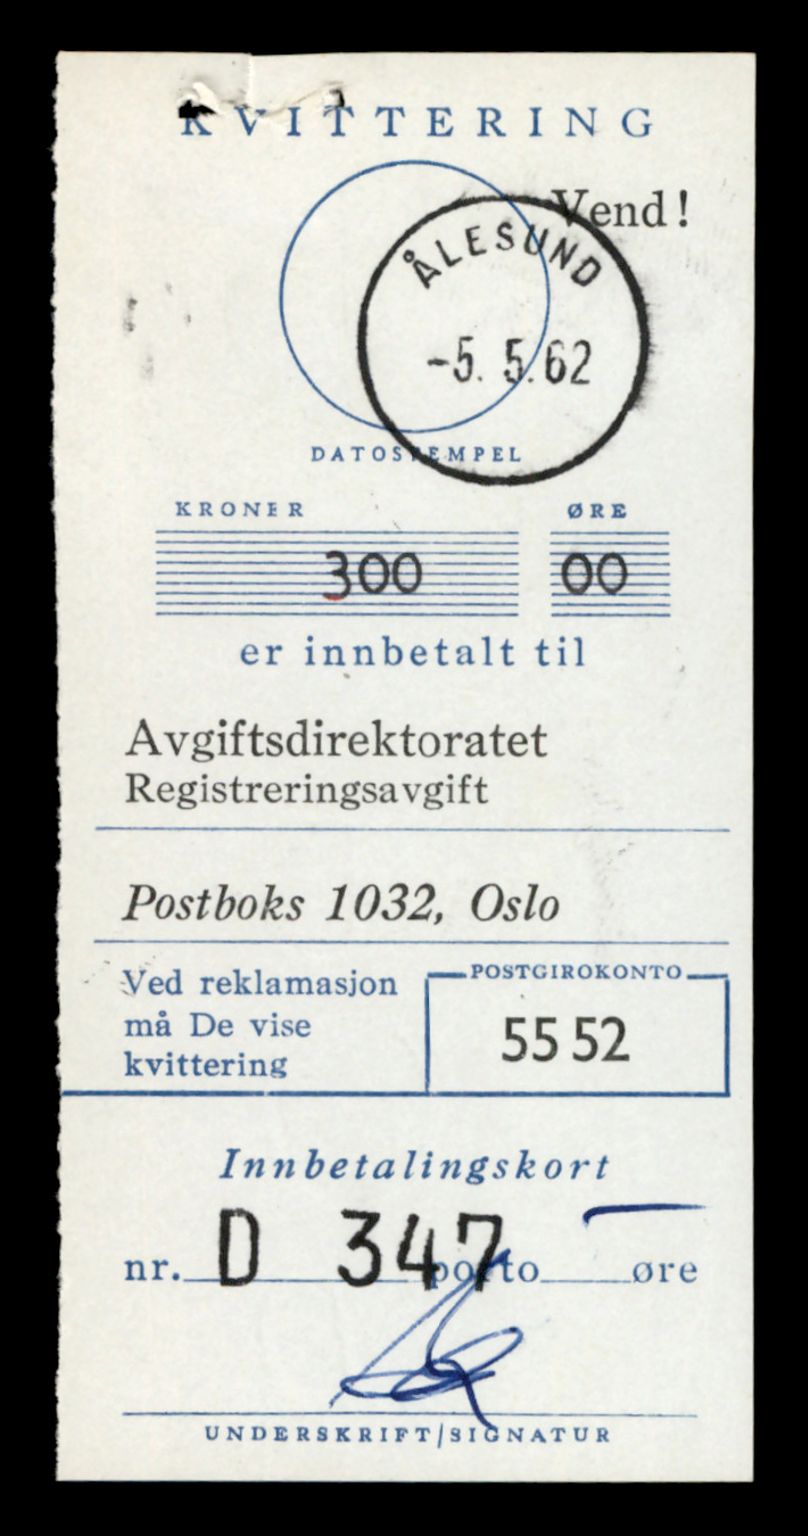 KVITTERING
Vend!
ÅLESUND
-5. 5. 62
DATOSTEMPEL
KRONER ØRE
300 00
er innbetalt til
Avgiftsdirektoratet
Registreringsavgift
Postboks 1032, Oslo
Ved reklamasjon
må De vise
kvittering
POSTGIROKONTO
55 52
Innbetalingskort
nr. D 347 porto øre
UNDERSKRIFT/SIGNATUR